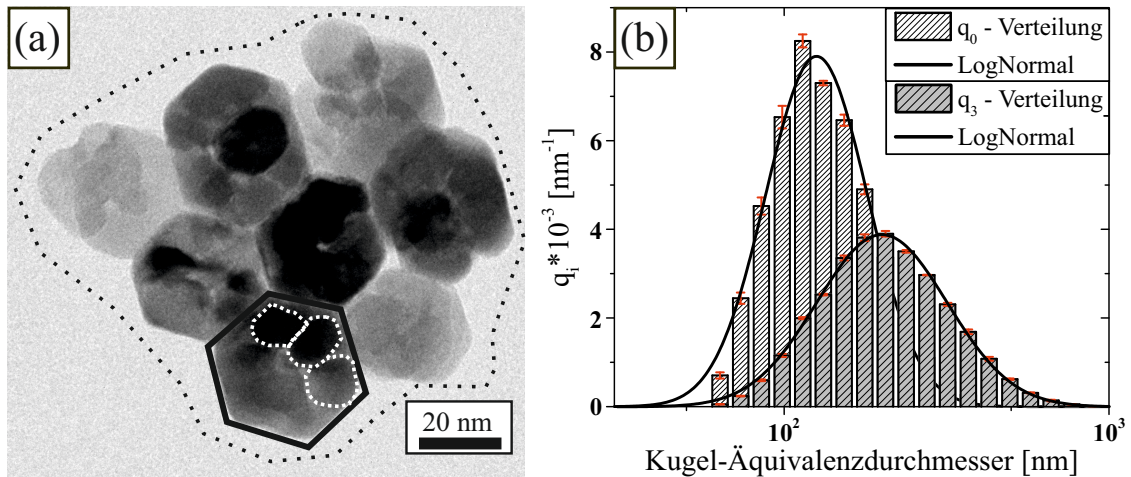 (a)
20 nm
(b)
q₀ - Verteilung
LogNormal
q₃ - Verteilung
LogNormal
qᵢ*10⁻³ [nm⁻¹]
8
6
4
2
0
10²
10³
Kugel-Äquivalenzdurchmesser [nm]